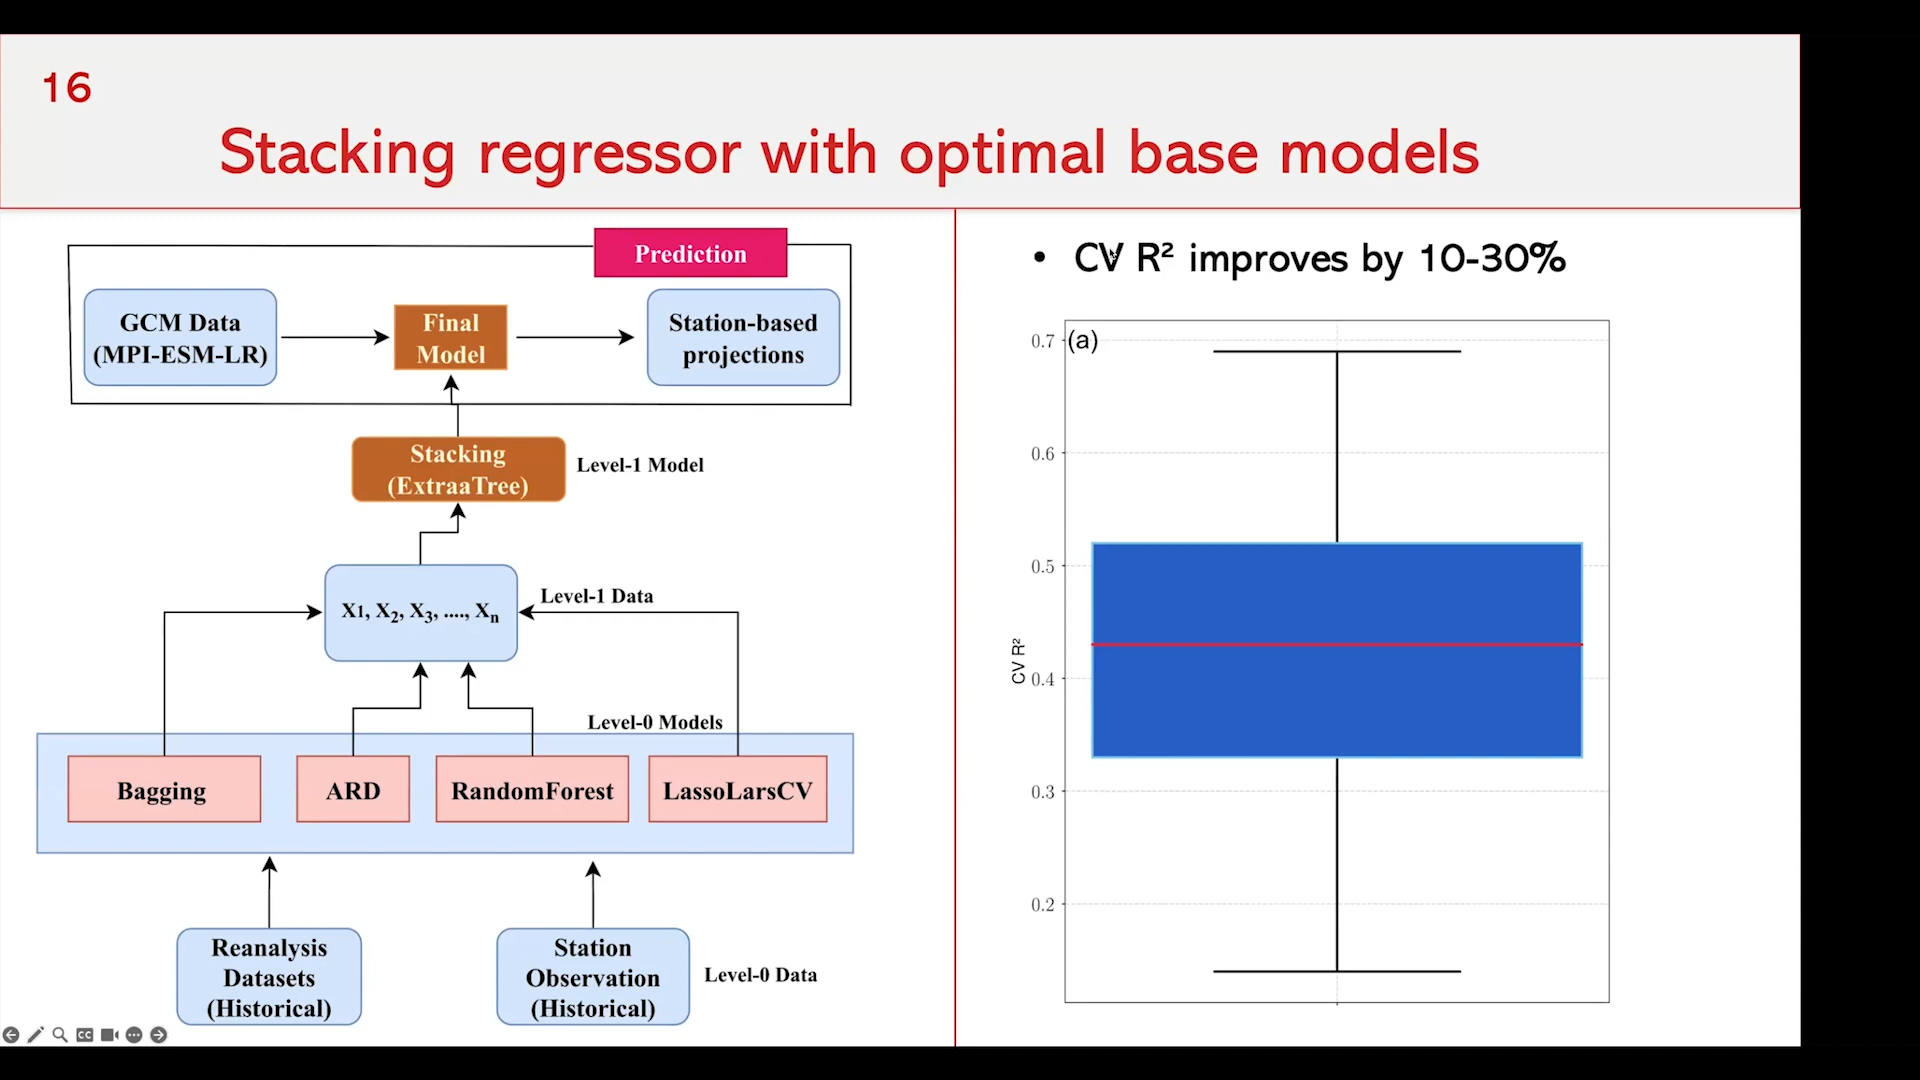 16
Stacking regressor with optimal base models
Prediction
GCM Data
(MPI-ESM-LR)
Final
Model
Station-based
projections
Stacking
(ExtraaTree)
Level-1 Model
X1, X2, X3, ...., Xn
Level-1 Data
Level-0 Models
Bagging
ARD
RandomForest
LassoLarsCV
Reanalysis
Datasets
(Historical)
Station
Observation
(Historical)
Level-0 Data
• CV R² improves by 10-30%
(a)
0.7
0.6
0.5
0.4
0.3
0.2
CV R²
CC